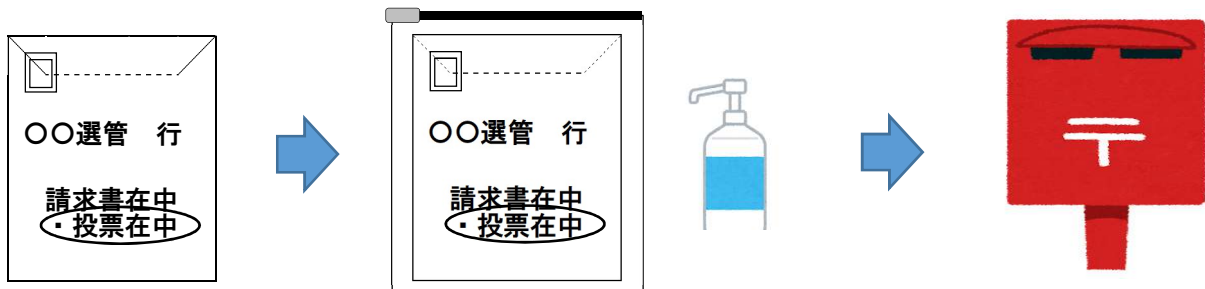 〇〇選管　行
請求書在中
・投票在中
〇〇選管　行
請求書在中
・投票在中
〒